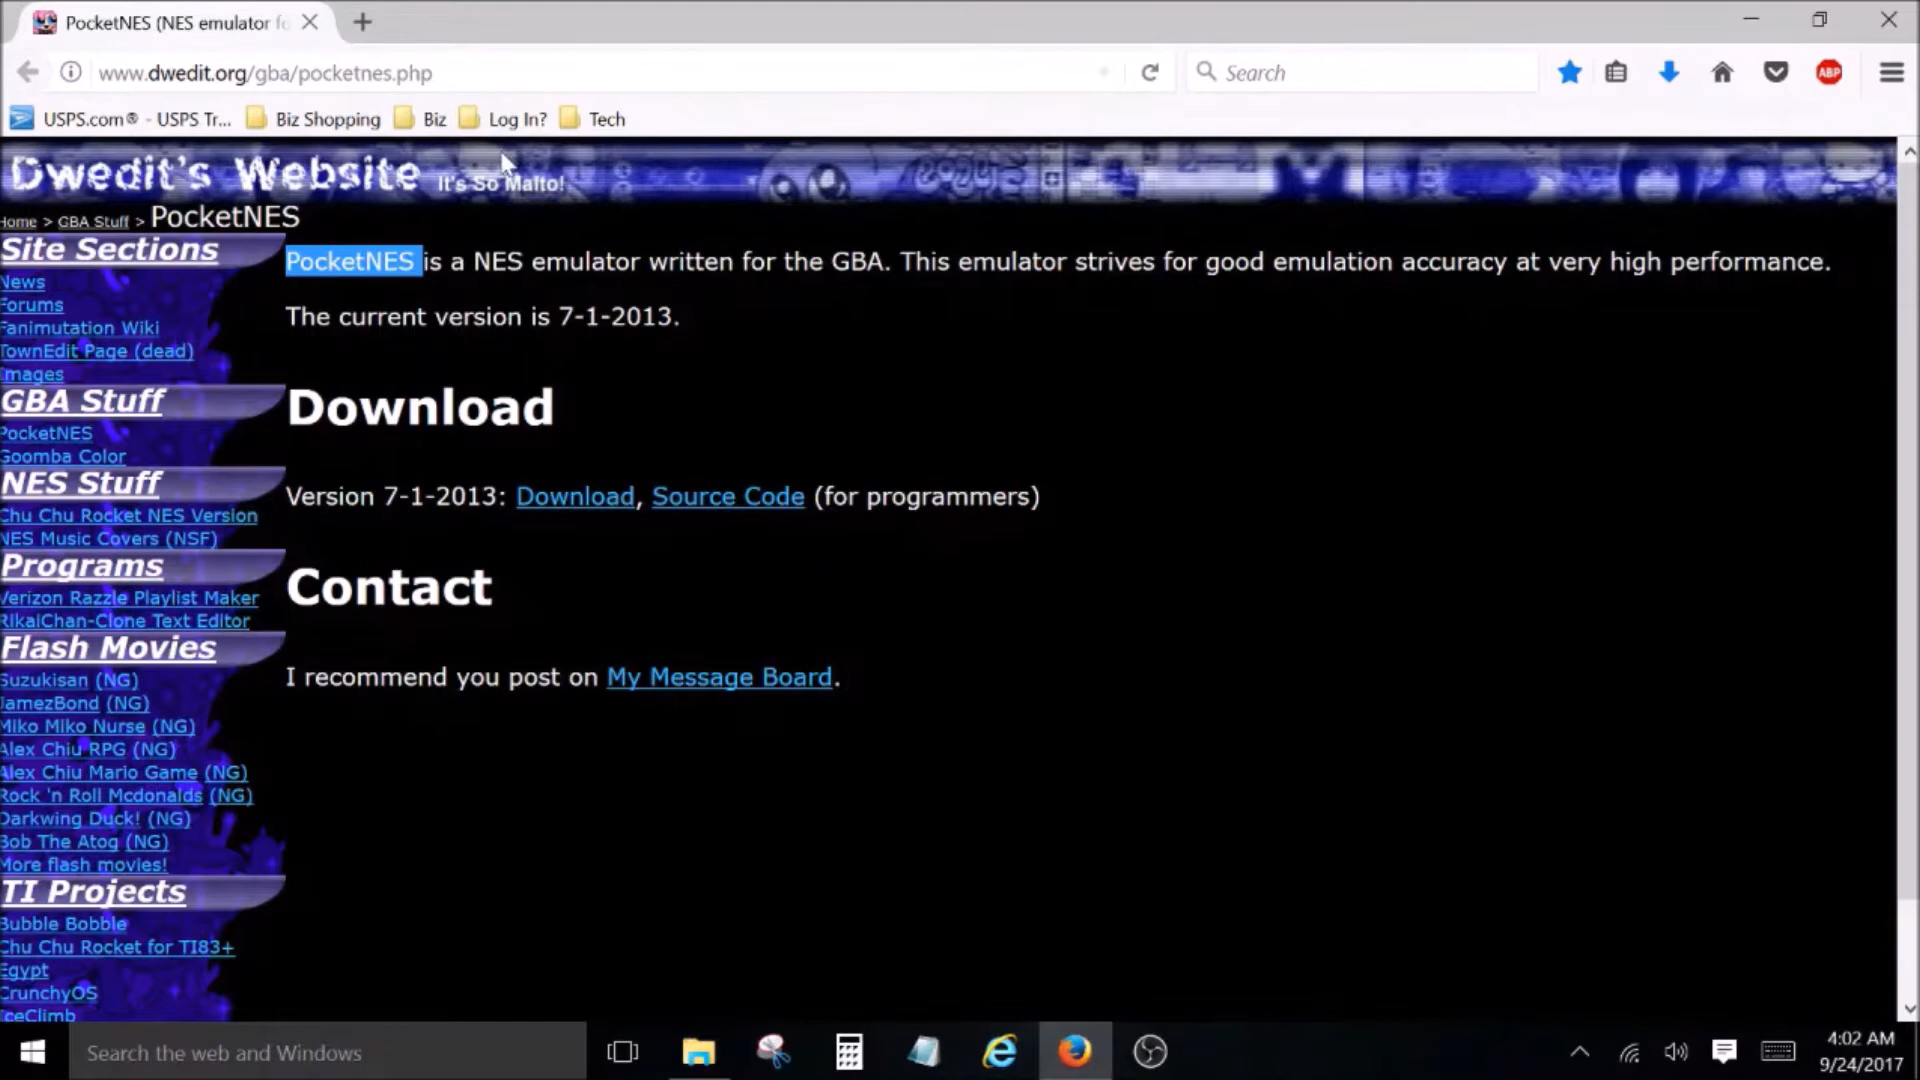 PocketNES (NES emulator fo
www.dwedit.org/gba/pocketnes.php
Search
ABP
USPS.com® - USPS Tr...
Biz Shopping
Biz
Log In?
Tech
Dwedit's Website It's So Malto!
Home > GBA Stuff > PocketNES
Site Sections
News
Forums
Fanimutation Wiki
TownEdit Page (dead)
Images
GBA Stuff
PocketNES
Goomba Color
NES Stuff
Chu Chu Rocket NES Version
NES Music Covers (NSF)
Programs
Verizon Razzle Playlist Maker
RikaiChan-Clone Text Editor
Flash Movies
Suzukisan (NG)
JamezBond (NG)
Miko Miko Nurse (NG)
Alex Chiu RPG (NG)
Alex Chiu Mario Game (NG)
Rock 'n Roll Mcdonalds (NG)
Darkwing Duck! (NG)
Bob The Atog (NG)
More flash movies!
TI Projects
Bubble Bobble
Chu Chu Rocket for TI83+
Egypt
CrunchyOS
IceClimb
PocketNES is a NES emulator written for the GBA. This emulator strives for good emulation accuracy at very high performance.
The current version is 7-1-2013.
Download
Version 7-1-2013: Download, Source Code (for programmers)
Contact
I recommend you post on My Message Board.
Search the web and Windows
4:02 AM
9/24/2017